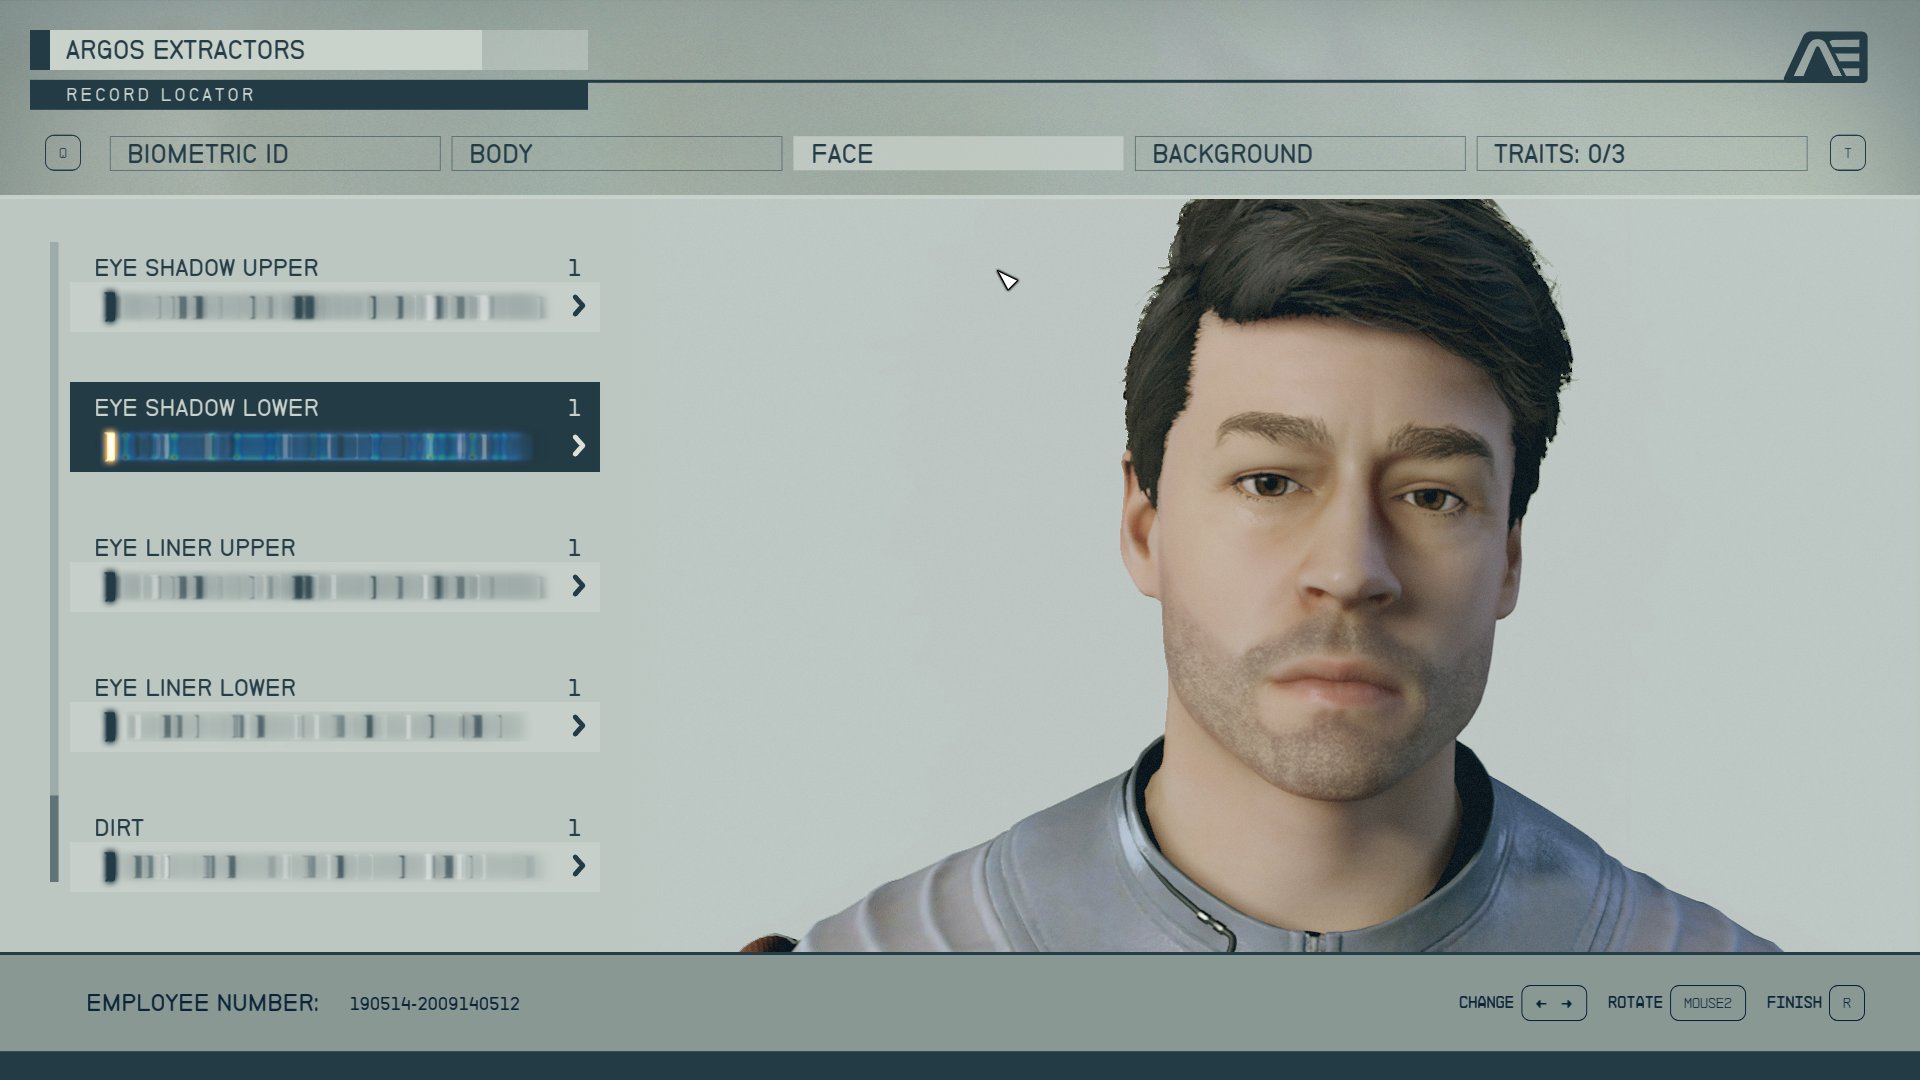 ARGOS EXTRACTORS
RECORD LOCATOR
Q BIOMETRIC ID BODY FACE BACKGROUND TRAITS: 0/3 T
EYE SHADOW UPPER 1
EYE SHADOW LOWER 1
EYE LINER UPPER 1
EYE LINER LOWER 1
DIRT 1
EMPLOYEE NUMBER: 190514-2009140512
CHANGE ← → ROTATE MOUSE2 FINISH R